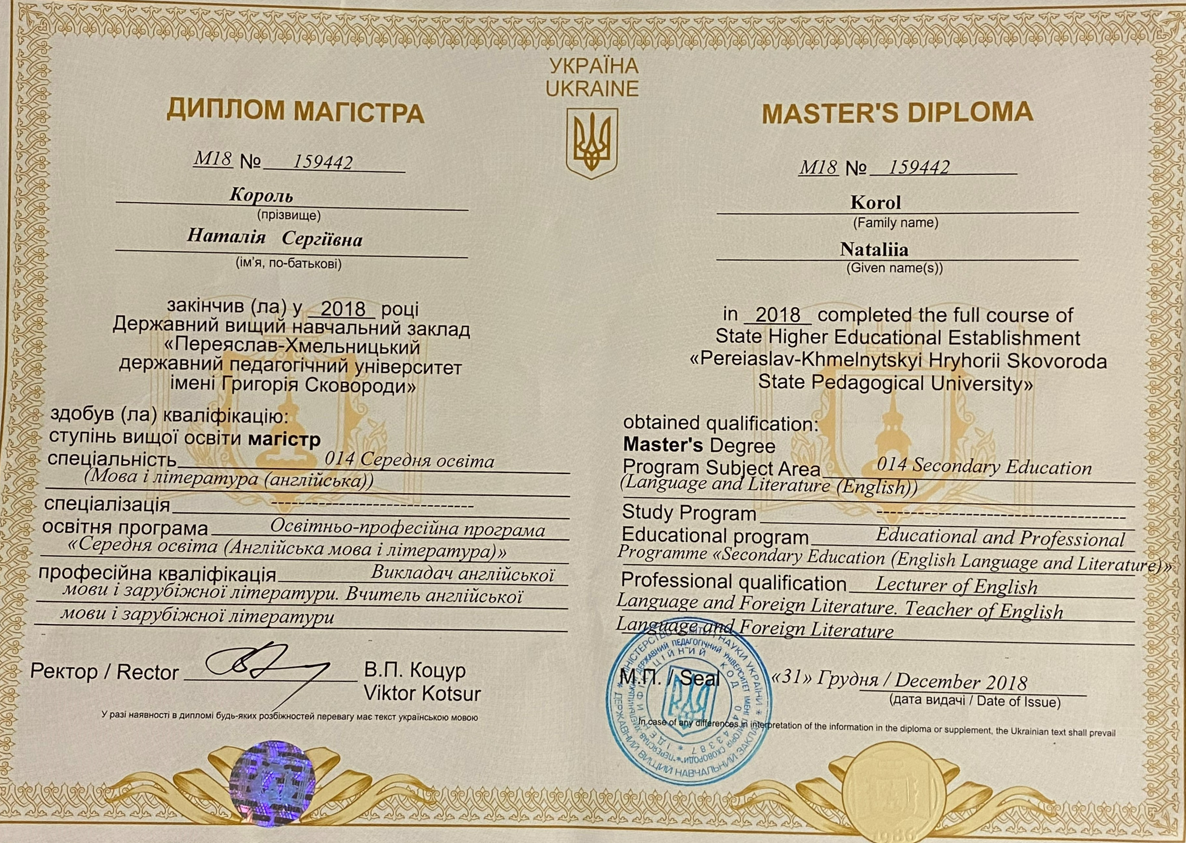 УКРАЇНА
UKRAINE
ДИПЛОМ МАГІСТРА
М18 № 159442
Король
(прізвище)
Наталія Сергіївна
(ім'я, по-батькові)
закінчив (ла) у 2018 році
Державний вищий навчальний заклад
«Переяслав-Хмельницький
державний педагогічний університет
імені Григорія Сковороди»
здобув (ла) кваліфікацію:
ступінь вищої освіти магістр
спеціальність 014 Середня освіта
(Мова і література (англійська))
спеціалізація -----------------------------
освітня програма Освітньо-професійна програма
«Середня освіта (Англійська мова і література)»
професійна кваліфікація Викладач англійської
мови і зарубіжної літератури. Вчитель англійської
мови і зарубіжної літератури
Ректор / Rector В.П. Коцур
Viktor Kotsur
У разі наявності в дипломі будь-яких розбіжностей перевагу має текст українською мовою
MASTER'S DIPLOMA
М18 № 159442
Korol
(Family name)
Nataliia
(Given name(s))
in 2018 completed the full course of
State Higher Educational Establishment
«Pereiaslav-Khmelnytskyi Hryhorii Skovoroda
State Pedagogical University»
obtained qualification:
Master's Degree
Program Subject Area 014 Secondary Education
(Language and Literature (English))
Study Program -----------------------------
Educational program Educational and Professional
Programme «Secondary Education (English Language and Literature)»
Professional qualification Lecturer of English
Language and Foreign Literature. Teacher of English
Language and Foreign Literature
М.П. / Seal «31» Грудня / December 2018
(дата видачі / Date of Issue)
In case of any differences in interpretation of the information in the diploma or supplement, the Ukrainian text shall prevail
1986